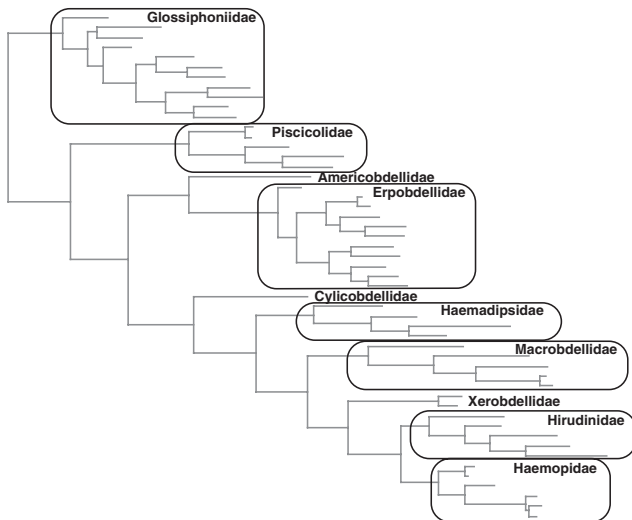 Glossiphoniidae
Piscicolidae
Americobdellidae
Erpobdellidae
Cylicobdellidae
Haemadipsidae
Macrobdellidae
Xerobdellidae
Hirudinidae
Haemopidae